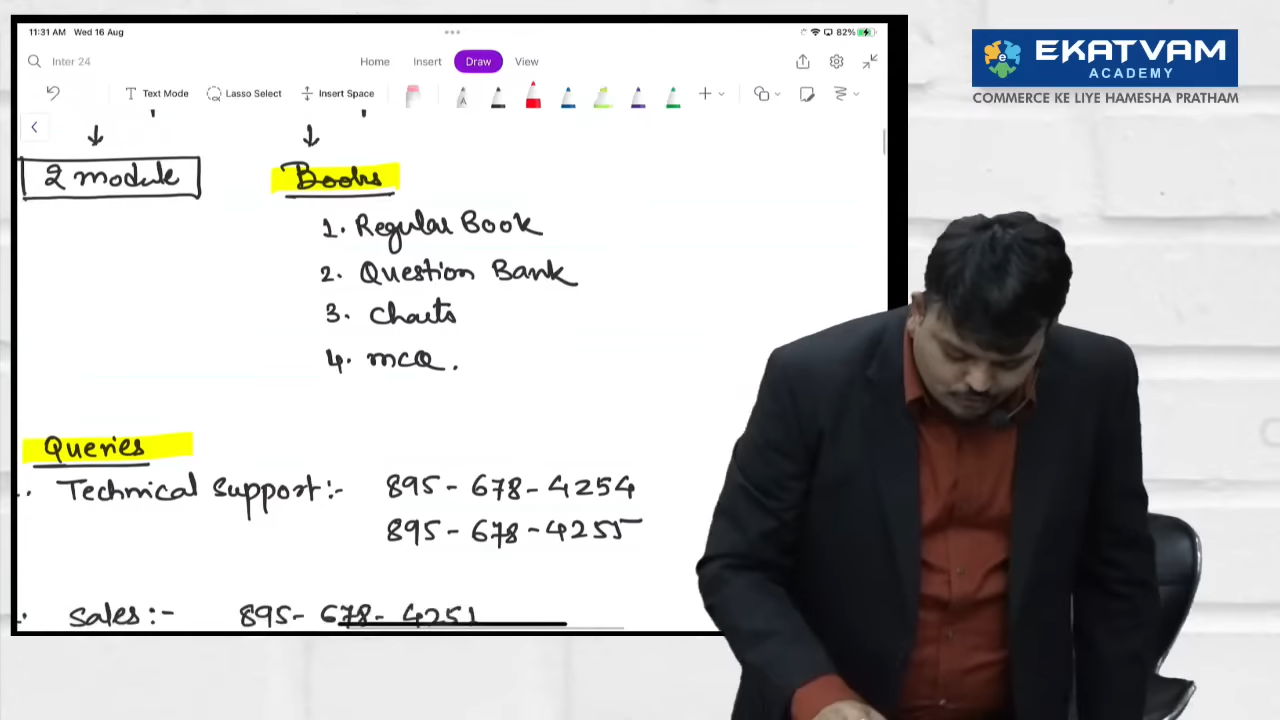 11:31 AM Wed 16 Aug
82%
Inter 24
Home Insert Draw View
Text Mode Lasso Select Insert Space
2 module
Books
1. Regular Book
2. Question Bank
3. Charts
4. MCQ.
Queries
Technical Support:- 895-678-4254
895-678-4255
Sales:- 895-678-4251
EKATVAM
ACADEMY
COMMERCE KE LIYE HAMESHA PRATHAM